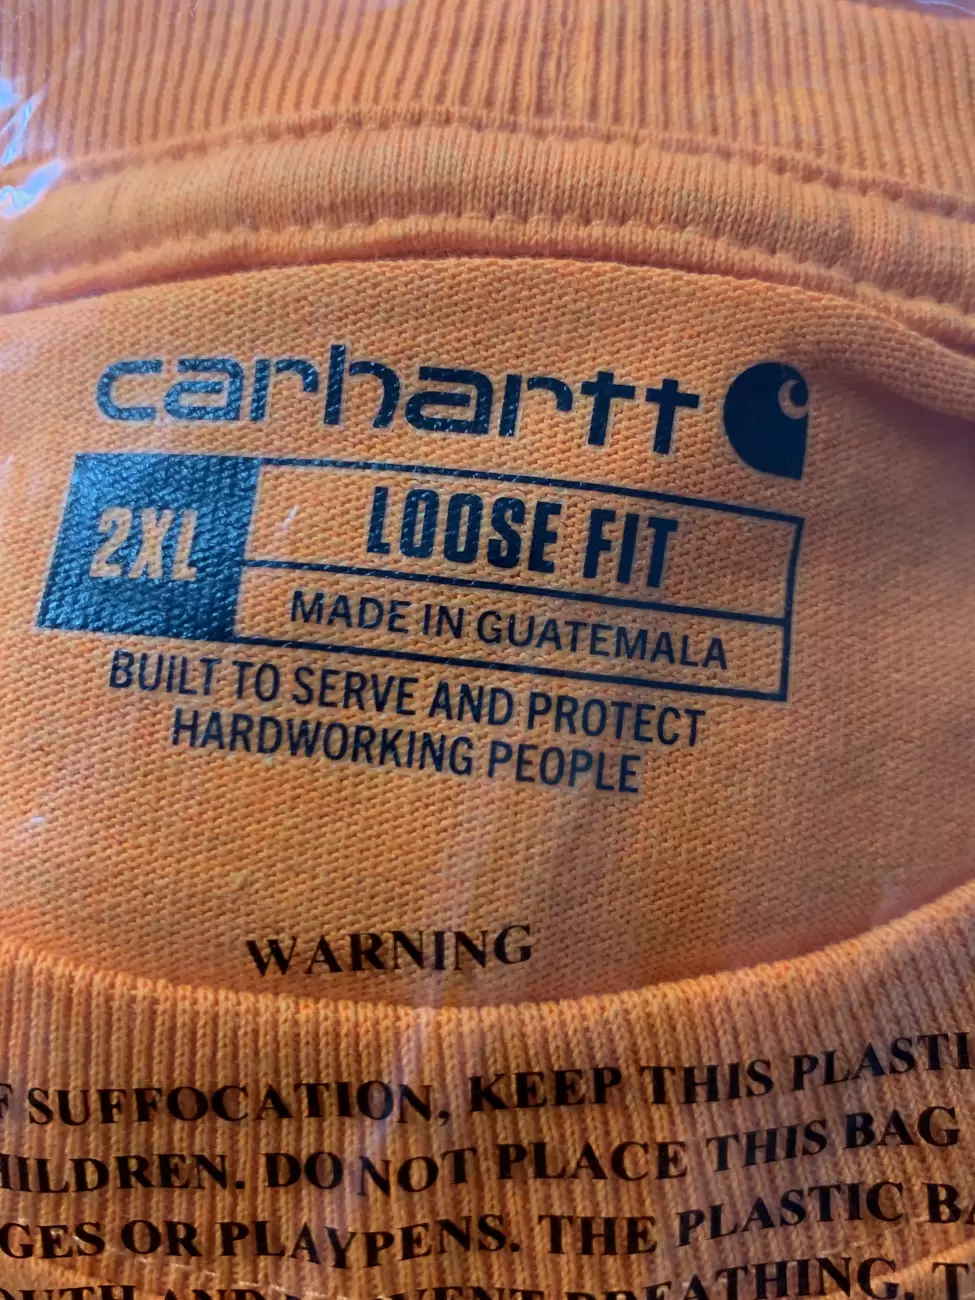 carhartt
2XL
LOOSE FIT
MADE IN GUATEMALA
BUILT TO SERVE AND PROTECT
HARDWORKING PEOPLE
WARNING
F SUFFOCATION, KEEP THIS PLASTI
HILDREN. DO NOT PLACE THIS BAG
GES OR PLAYPENS. THE PLASTIC BA
BREATHING. T